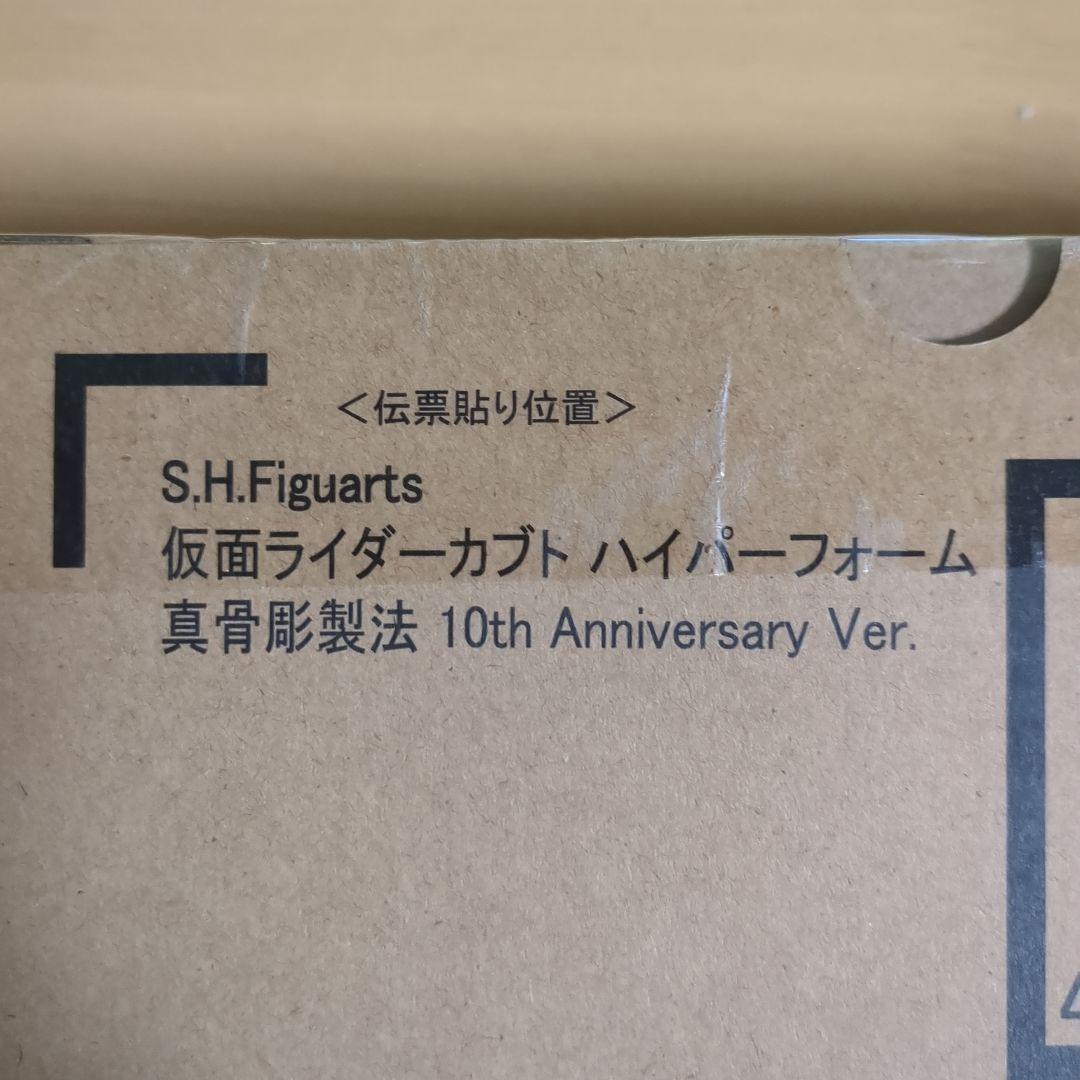 <伝票貼り位置>
S.H.Figuarts
仮面ライダーカブト ハイパーフォーム
真骨彫製法 10th Anniversary Ver.